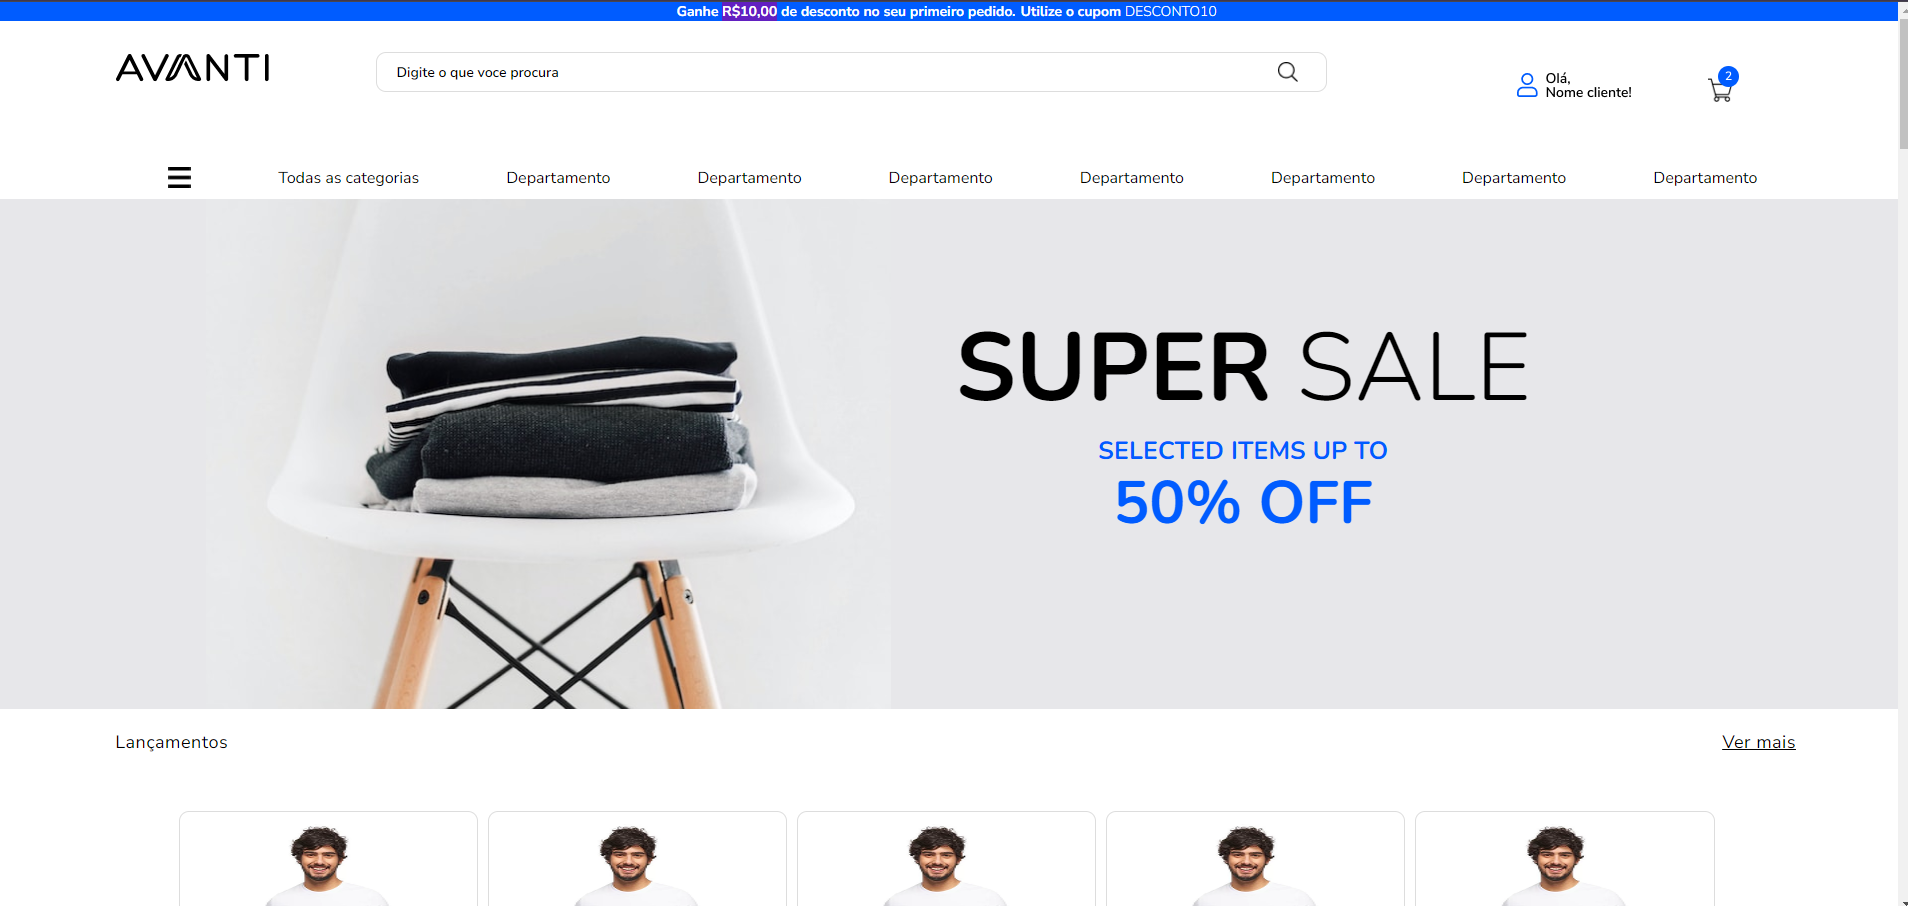 Ganhe R$10,00 de desconto no seu primeiro pedido. Utilize o cupom DESCONTO10
AVANTI
Digite o que voce procura
Olá,
Nome cliente!
2
Todas as categorias Departamento Departamento Departamento Departamento Departamento Departamento Departamento
SUPER SALE
SELECTED ITEMS UP TO
50% OFF
Lançamentos
Ver mais